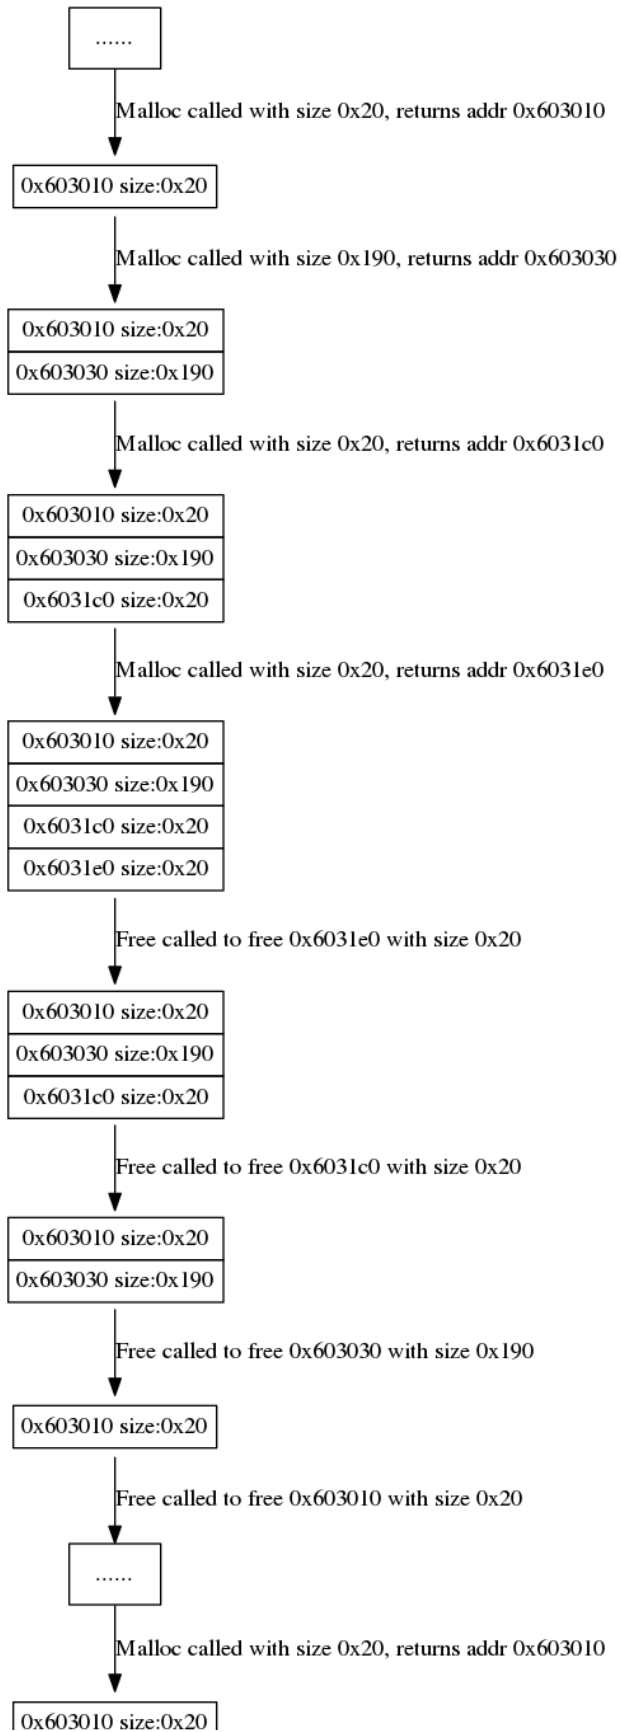 ......
Malloc called with size 0x20, returns addr 0x603010
0x603010 size:0x20
Malloc called with size 0x190, returns addr 0x603030
0x603010 size:0x20
0x603030 size:0x190
Malloc called with size 0x20, returns addr 0x6031c0
0x603010 size:0x20
0x603030 size:0x190
0x6031c0 size:0x20
Malloc called with size 0x20, returns addr 0x6031e0
0x603010 size:0x20
0x603030 size:0x190
0x6031c0 size:0x20
0x6031e0 size:0x20
Free called to free 0x6031e0 with size 0x20
0x603010 size:0x20
0x603030 size:0x190
0x6031c0 size:0x20
Free called to free 0x6031c0 with size 0x20
0x603010 size:0x20
0x603030 size:0x190
Free called to free 0x603030 with size 0x190
0x603010 size:0x20
Free called to free 0x603010 with size 0x20
......
Malloc called with size 0x20, returns addr 0x603010
0x603010 size:0x20